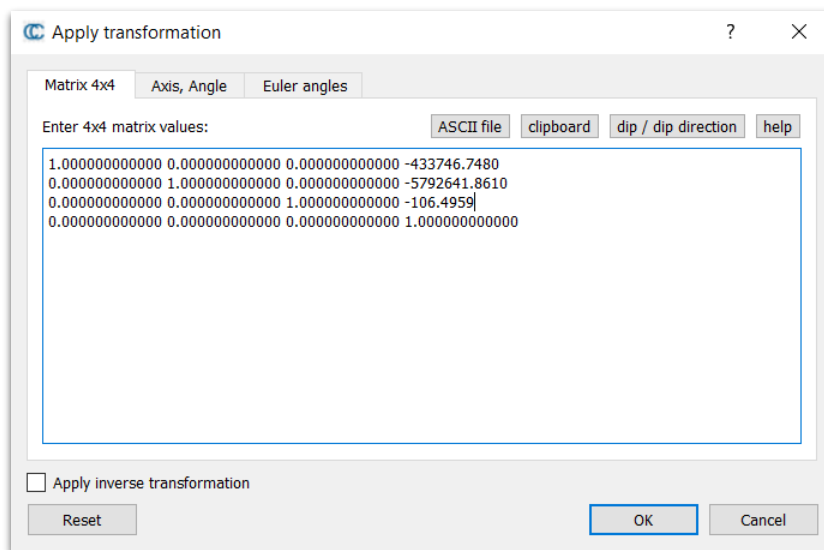 Apply transformation ?
Matrix 4x4 Axis, Angle Euler angles
Enter 4x4 matrix values: ASCII file clipboard dip / dip direction help
1.000000000000 0.000000000000 0.000000000000 -433746.7480
0.000000000000 1.000000000000 0.000000000000 -5792641.8610
0.000000000000 0.000000000000 1.000000000000 -106.4959
0.000000000000 0.000000000000 0.000000000000 1.000000000000
Apply inverse transformation
Reset OK Cancel